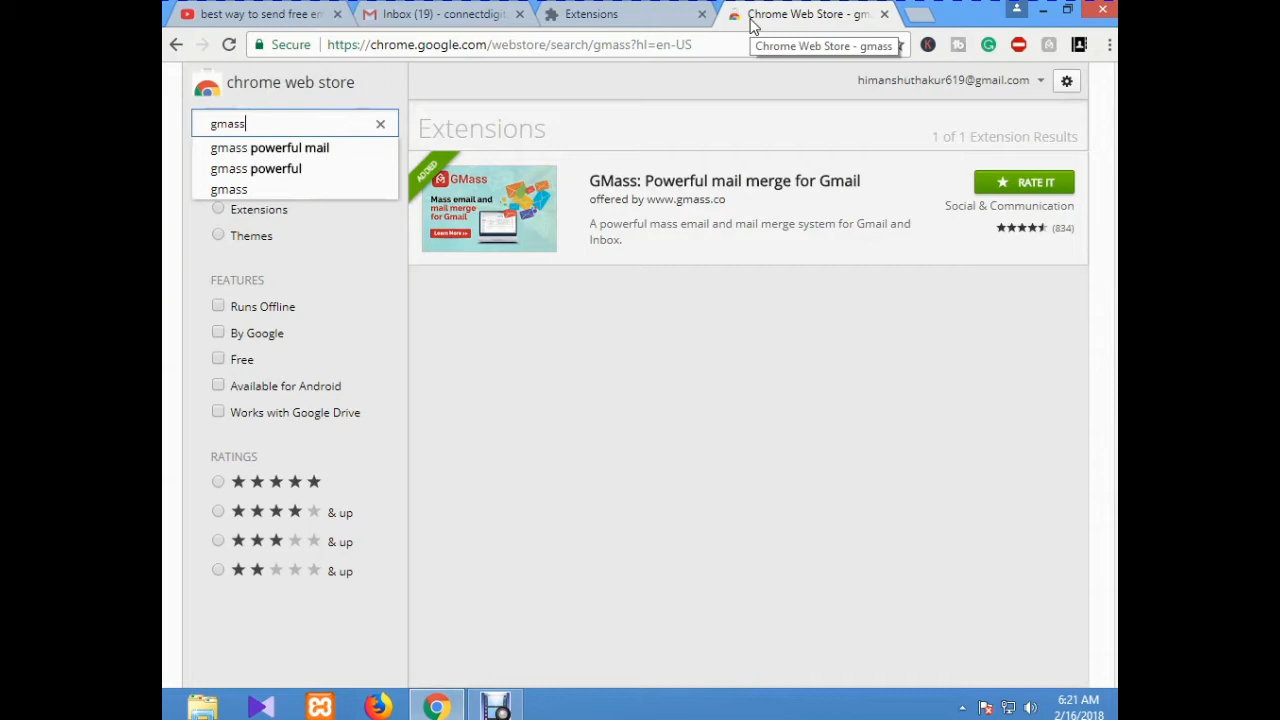 best way to send free em
Inbox (19) - connectdigit
Extensions
Chrome Web Store - gm
Secure
https://chrome.google.com/webstore/search/gmass?hl=en-US
Chrome Web Store - gmass
chrome web store
himanshuthakur619@gmail.com
gmass
gmass powerful mail
gmass powerful
gmass
Extensions
Themes
FEATURES
Runs Offline
By Google
Free
Available for Android
Works with Google Drive
RATINGS
& up
& up
& up
Extensions
1 of 1 Extension Results
ADDED
GMass
Mass email and
mail merge
for Gmail
Learn More >>
GMass: Powerful mail merge for Gmail
offered by www.gmass.co
A powerful mass email and mail merge system for Gmail and
Inbox.
RATE IT
Social & Communication
(834)
6:21 AM
2/16/2018